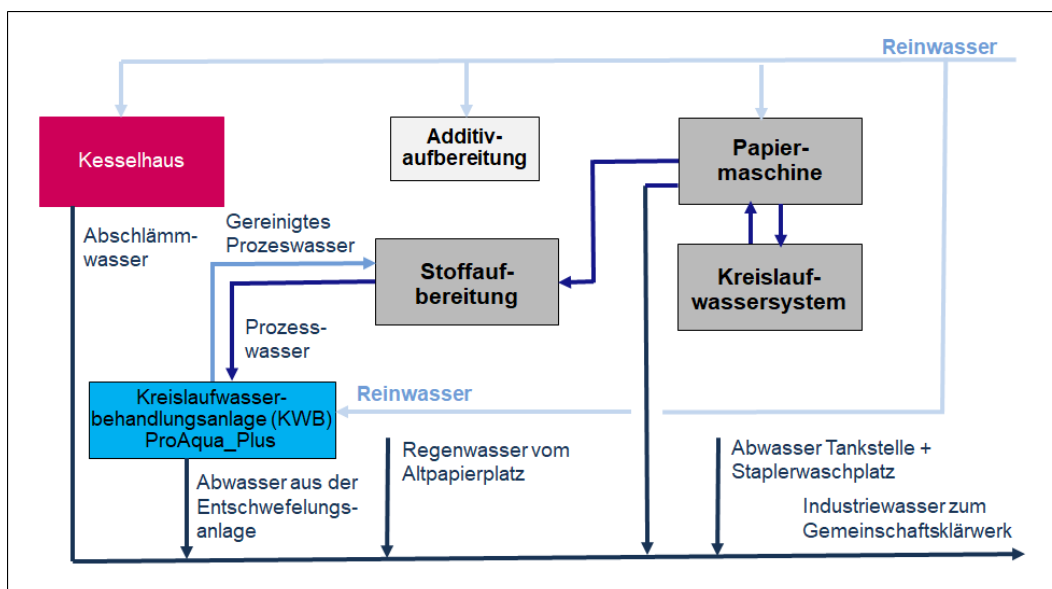 Reinwasser
Kesselhaus
Additiv-
aufbereitung
Papier-
maschine
Abschlämm-
wasser
Gereinigtes
Prozeswasser
Stoffauf-
bereitung
Kreislauf-
wassersystem
Prozess-
wasser
Kreislaufwasser-
behandlungsanlage (KWB)
ProAqua_Plus
Reinwasser
Abwasser aus der
Entschwefelungs-
anlage
Regenwasser vom
Altpapierplatz
Abwasser Tankstelle +
Staplerwaschplatz
Industriewasser zum
Gemeinschaftsklärwerk